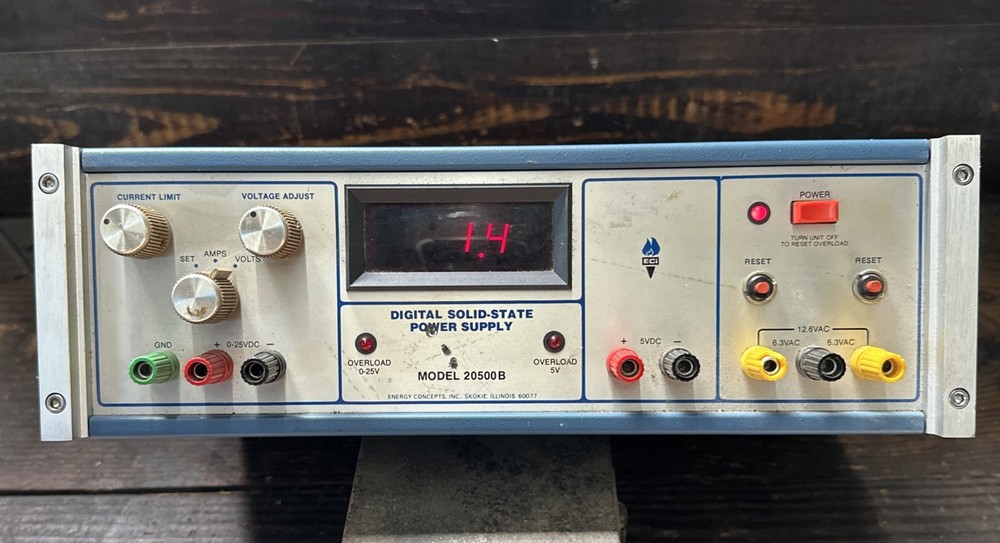 CURRENT LIMIT
VOLTAGE ADJUST
SET
AMPS
VOLTS
GND
+ 0-25VDC −
1.4
DIGITAL SOLID-STATE
POWER SUPPLY
OVERLOAD
0-25V
OVERLOAD
5V
MODEL 20500B
ENERGY CONCEPTS, INC. SKOKIE ILLINOIS 60077
ECI
+ 5VDC −
POWER
TURN UNIT OFF
TO RESET OVERLOAD
RESET
RESET
12.6VAC
6.3VAC
6.3VAC